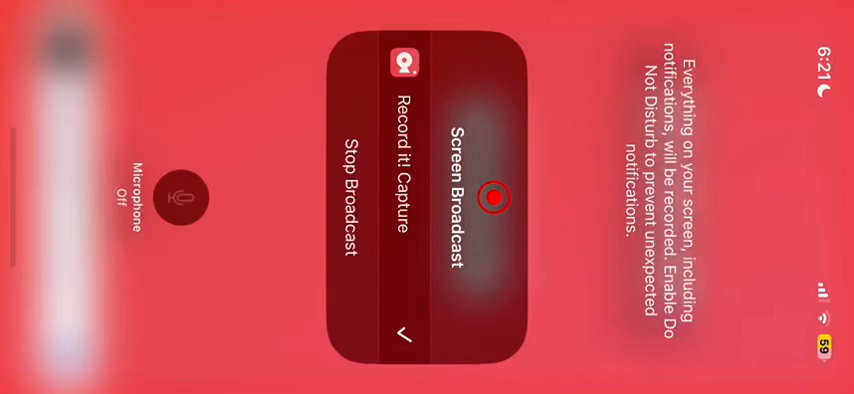 6:21
59
Everything on your screen, including
notifications, will be recorded. Enable Do
Not Disturb to prevent unexpected
notifications.
Screen Broadcast
Record it! Capture
Stop Broadcast
Microphone
Off